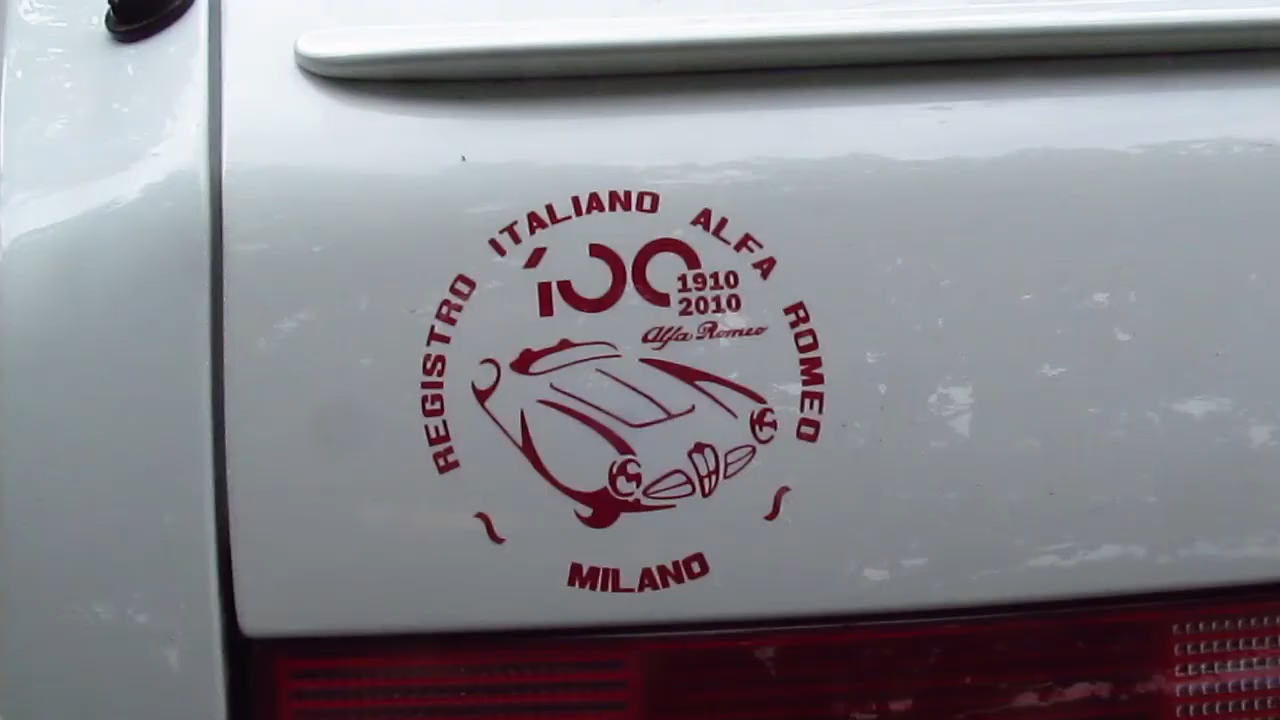 REGISTRO ITALIANO ALFA ROMEO
100
1910
2010
Alfa Romeo
~ MILANO ~